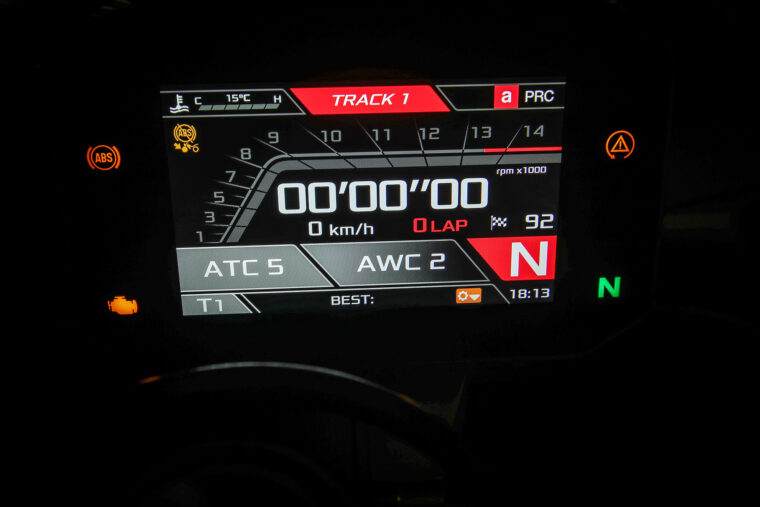 C 15°C H
TRACK 1
a PRC
ABS
ABS
1 3 5 7 8 9 10 11 12 13 14
rpm x1000
00'00"00
0 km/h
0 LAP
92
ATC 5
AWC 2
N
N
T1
BEST:
18:13